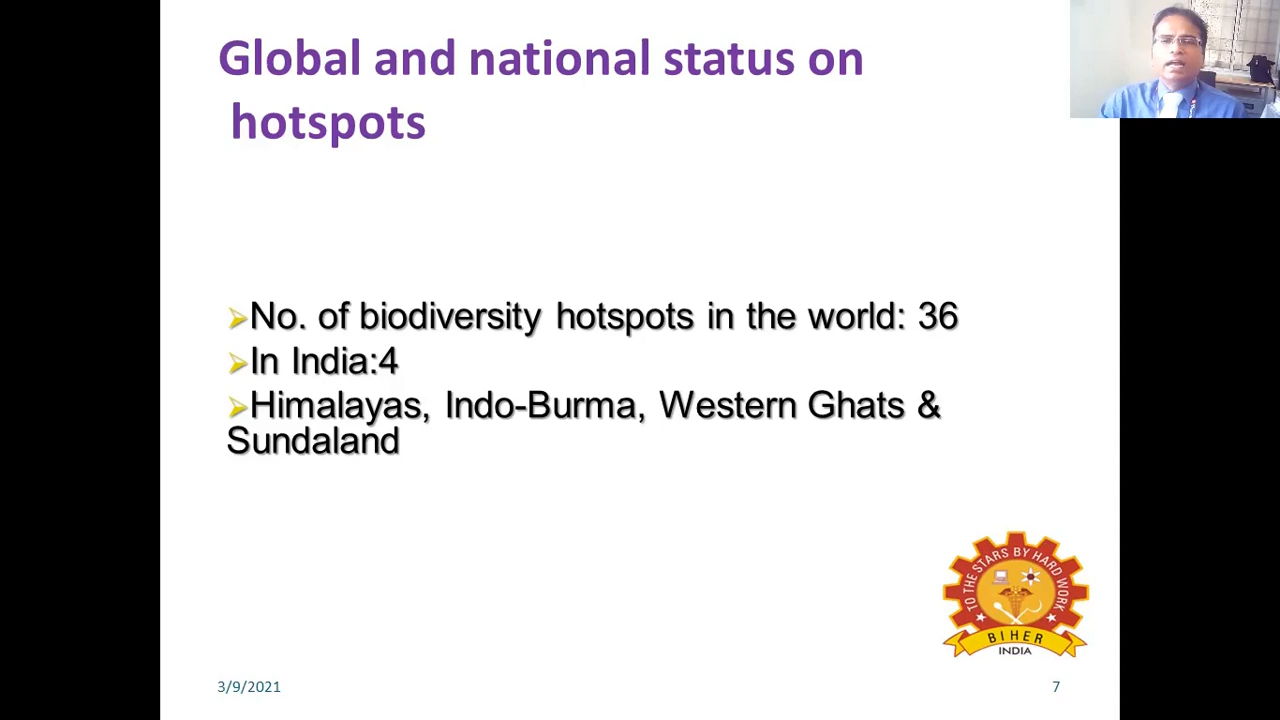 Global and national status on
hotspots
➢No. of biodiversity hotspots in the world: 36
➢In India:4
➢Himalayas, Indo-Burma, Western Ghats &
Sundaland
TO THE STARS BY HARD WORK
BIHER
INDIA
3/9/2021
7